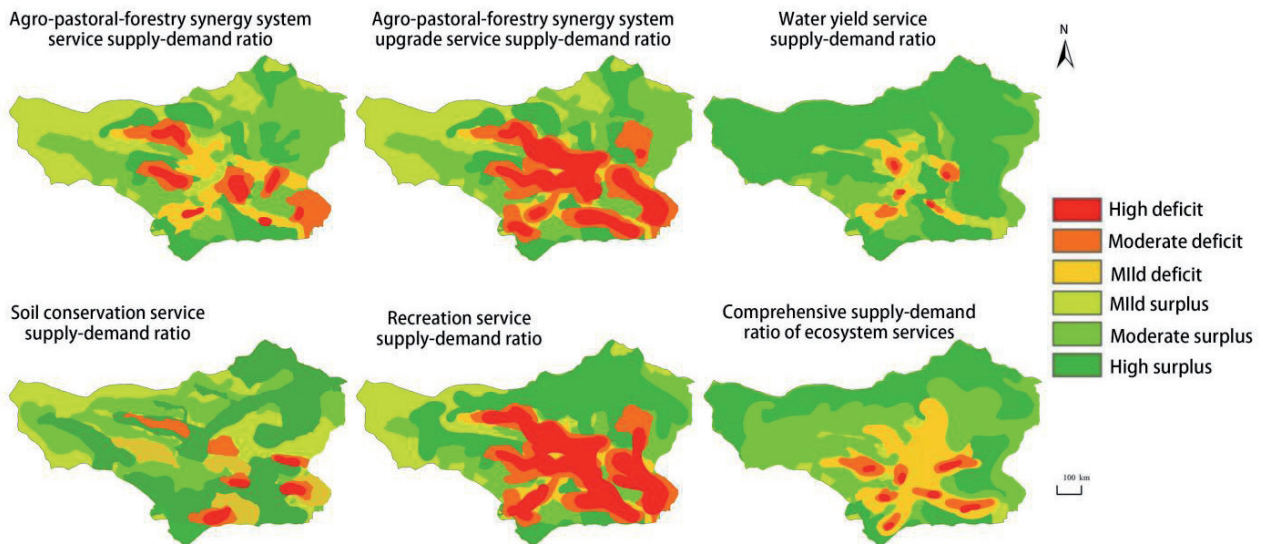 Agro-pastoral-forestry synergy system
service supply-demand ratio
Agro-pastoral-forestry synergy system
upgrade service supply-demand ratio
Water yield service
supply-demand ratio
N
High deficit
Moderate deficit
MIld deficit
MIld surplus
Moderate surplus
High surplus
Soil conservation service
supply-demand ratio
Recreation service
supply-demand ratio
Comprehensive supply-demand
ratio of ecosystem services
100 km